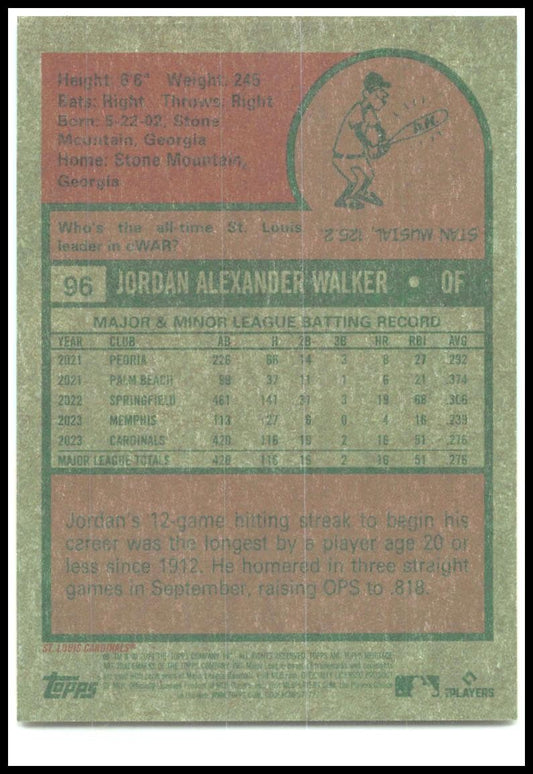 Height: 6'6" Weight: 245
Bats: Right Throws: Right
Born: 5-22-02, Stone
Mountain, Georgia
Home: Stone Mountain,
Georgia
Who's the all-time St. Louis
leader in cWAR?
STAN MUSIAL, 125.2
96 JORDAN ALEXANDER WALKER • OF
MAJOR & MINOR LEAGUE BATTING RECORD
YEAR CLUB AB H 2B 3B HR RBI AVG
2021 PEORIA 226 66 14 3 8 27 .292
2021 PALM BEACH 99 37 11 1 6 21 .374
2022 SPRINGFIELD 461 141 31 3 19 68 .306
2023 MEMPHIS 113 27 6 0 4 16 .239
2023 CARDINALS 420 116 19 2 16 51 .276
MAJOR LEAGUE TOTALS 420 116 19 2 16 51 .276
Jordan's 12-game hitting streak to begin his
career was the longest by a player age 20 or
less since 1912. He homered in three straight
games in September, raising OPS to .818.
ST. LOUIS CARDINALS
TOPPS
PLAYERS